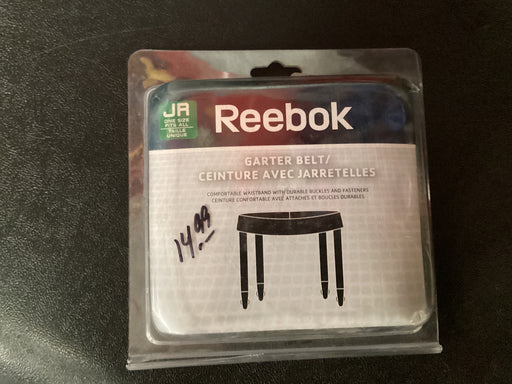 JR
ONE SIZE
FITS ALL
TAILLE
UNIQUE
Reebok
GARTER BELT/
CEINTURE AVEC JARRETELLES
COMFORTABLE WAISTBAND WITH DURABLE BUCKLES AND FASTENERS
CEINTURE CONFORTABLE AVEC ATTACHES ET BOUCLES DURABLES.
14.99